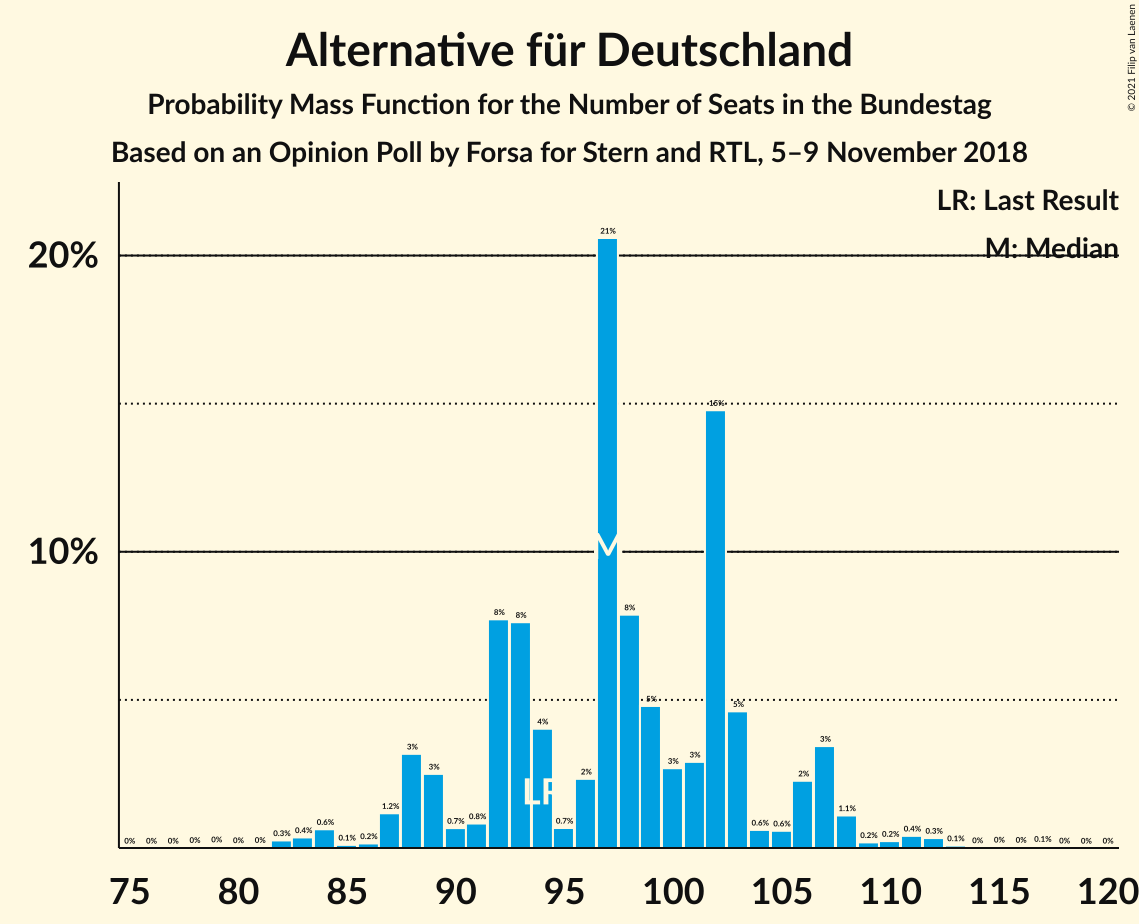 Alternative für Deutschland
Probability Mass Function for the Number of Seats in the Bundestag
Based on an Opinion Poll by Forsa for Stern and RTL, 5–9 November 2018
© 2021 Filip van Laenen
LR: Last Result
M: Median
20%
10%
0% 0% 0% 0% 0% 0% 0% 0.3% 0.4% 0.6% 0.1% 0.2% 1.2% 3% 3% 0.7% 0.8% 8% 8% 4% 0.7% 2% 21% 8% 5% 3% 3% 15% 5% 0.6% 0.6% 2% 3% 1.1% 0.2% 0.2% 0.4% 0.3% 0.1% 0% 0% 0% 0.1% 0% 0% 0%
M
LR
75 80 85 90 95 100 105 110 115 120